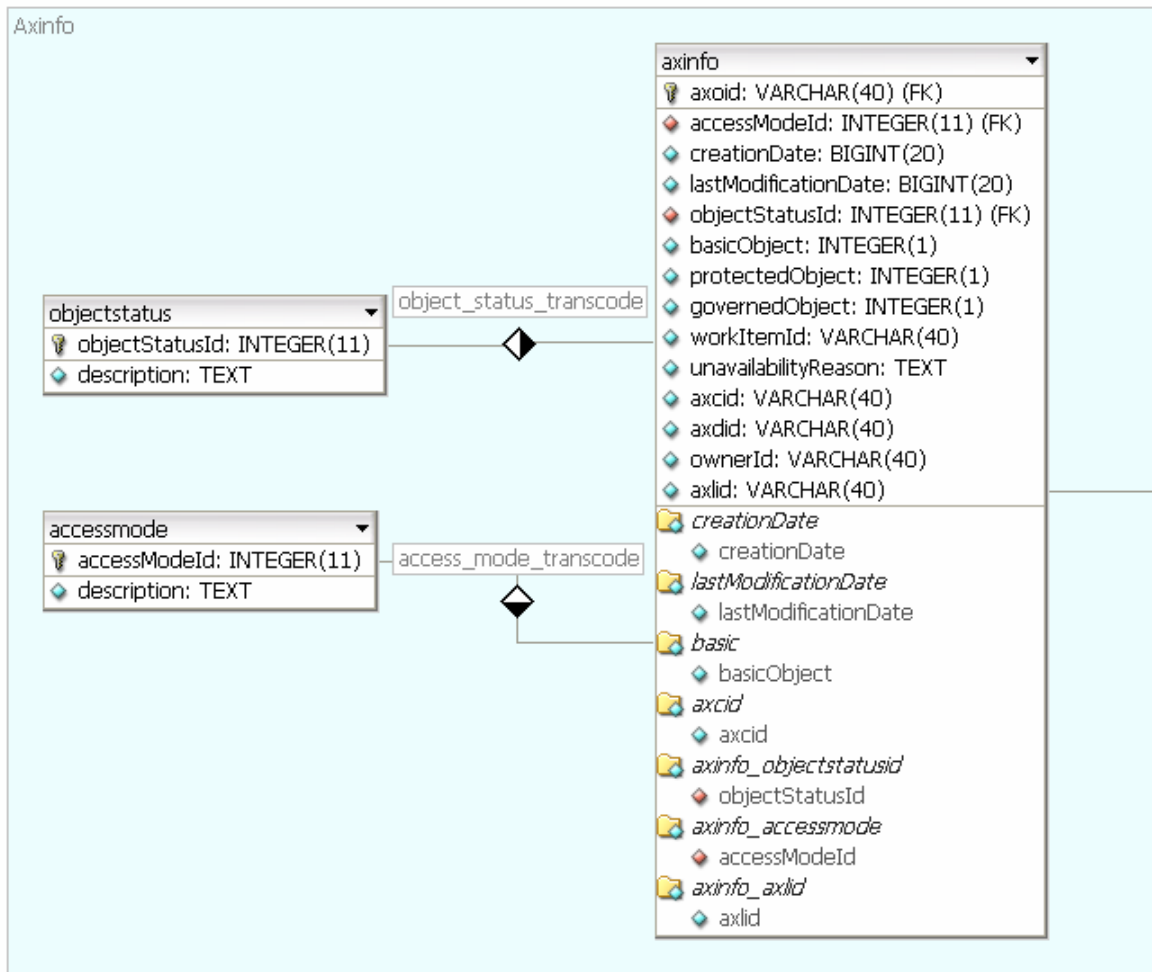 Axinfo
axinfo
axoid: VARCHAR(40) (FK)
accessModeId: INTEGER(11) (FK)
creationDate: BIGINT(20)
lastModificationDate: BIGINT(20)
objectStatusId: INTEGER(11) (FK)
basicObject: INTEGER(1)
protectedObject: INTEGER(1)
governedObject: INTEGER(1)
workItemId: VARCHAR(40)
unavailabilityReason: TEXT
axcid: VARCHAR(40)
axdid: VARCHAR(40)
ownerId: VARCHAR(40)
axlid: VARCHAR(40)
creationDate
creationDate
lastModificationDate
lastModificationDate
basic
basicObject
axcid
axcid
axinfo_objectstatusid
objectStatusId
axinfo_accessmode
accessModeId
axinfo_axlid
axlid
objectstatus
objectStatusId: INTEGER(11)
description: TEXT
object_status_transcode
accessmode
accessModeId: INTEGER(11)
description: TEXT
access_mode_transcode